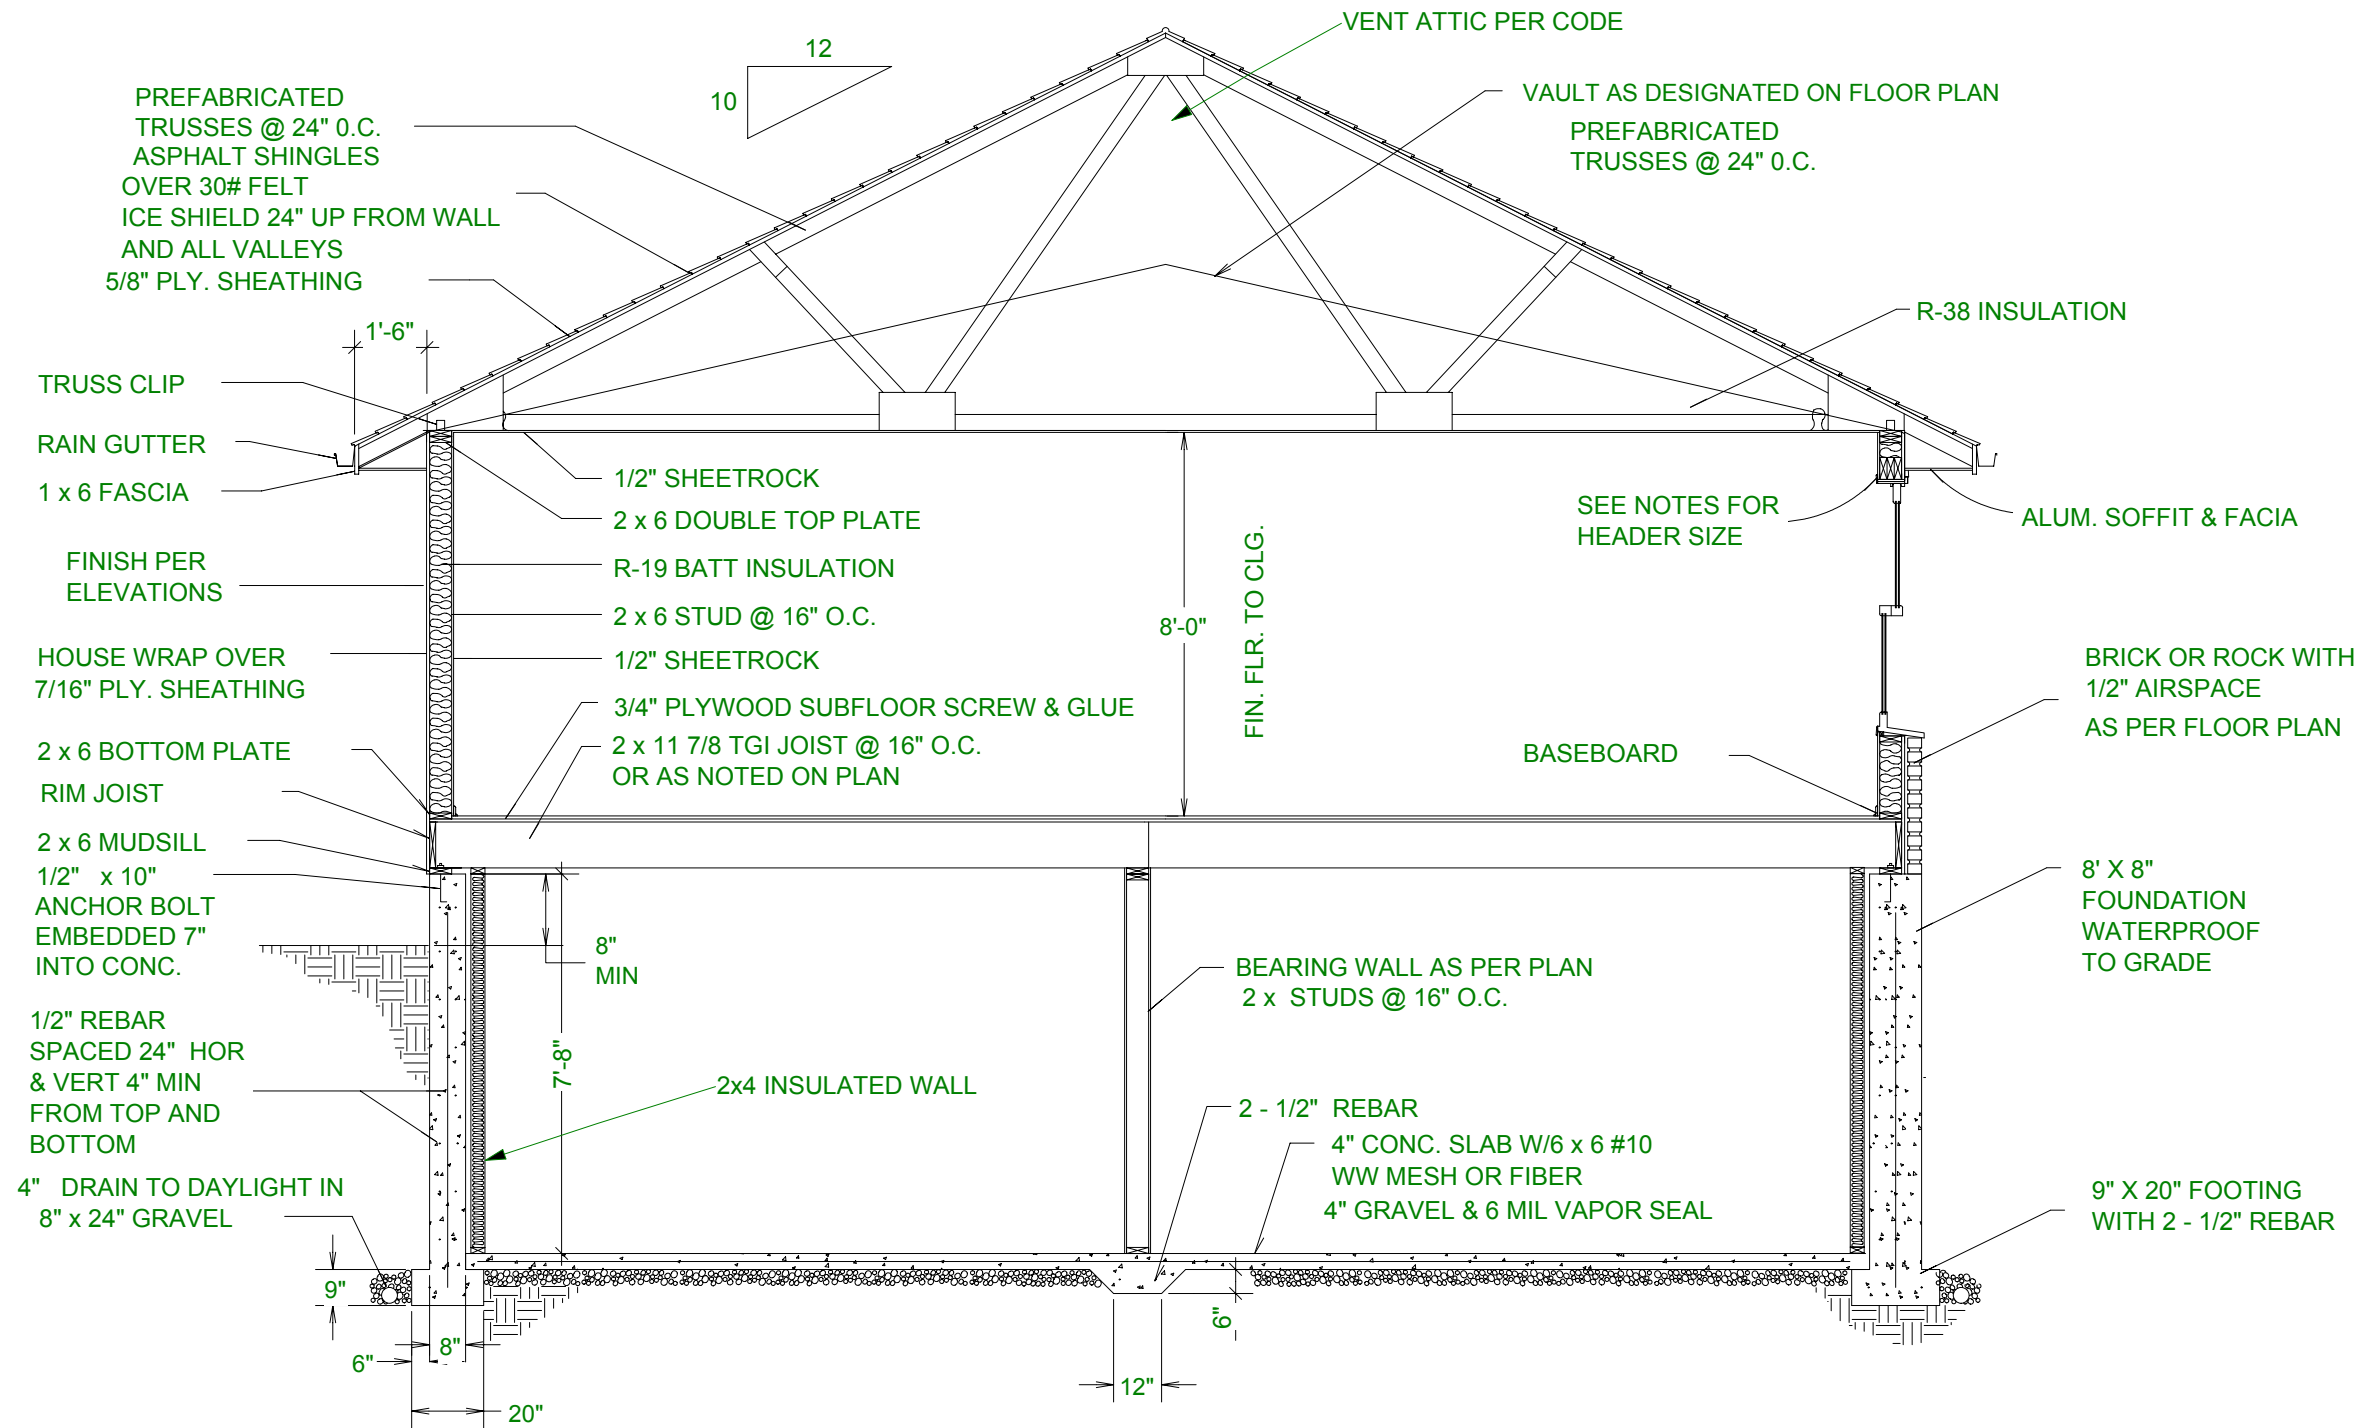 VENT ATTIC PER CODE
12
10
PREFABRICATED
TRUSSES @ 24" 0.C.
ASPHALT SHINGLES
OVER 30# FELT
ICE SHIELD 24" UP FROM WALL
AND ALL VALLEYS
5/8" PLY. SHEATHING
VAULT AS DESIGNATED ON FLOOR PLAN
PREFABRICATED
TRUSSES @ 24" 0.C.
R-38 INSULATION
1'-6"
TRUSS CLIP
RAIN GUTTER
1 x 6 FASCIA
FINISH PER
ELEVATIONS
HOUSE WRAP OVER
7/16" PLY. SHEATHING
2 x 6 BOTTOM PLATE
RIM JOIST
2 x 6 MUDSILL
1/2" x 10"
ANCHOR BOLT
EMBEDDED 7"
INTO CONC.
1/2" REBAR
SPACED 24" HOR
& VERT 4" MIN
FROM TOP AND
BOTTOM
4" DRAIN TO DAYLIGHT IN
8" x 24" GRAVEL
1/2" SHEETROCK
2 x 6 DOUBLE TOP PLATE
R-19 BATT INSULATION
2 x 6 STUD @ 16" O.C.
1/2" SHEETROCK
3/4" PLYWOOD SUBFLOOR SCREW & GLUE
2 x 11 7/8 TGI JOIST @ 16" O.C.
OR AS NOTED ON PLAN
8'-0"
FIN. FLR. TO CLG.
SEE NOTES FOR
HEADER SIZE
ALUM. SOFFIT & FACIA
BRICK OR ROCK WITH
1/2" AIRSPACE
AS PER FLOOR PLAN
BASEBOARD
8' X 8"
FOUNDATION
WATERPROOF
TO GRADE
8"
MIN
7'-8"
BEARING WALL AS PER PLAN
2 x STUDS @ 16" O.C.
2x4 INSULATED WALL
2 - 1/2" REBAR
4" CONC. SLAB W/6 x 6 #10
WW MESH OR FIBER
4" GRAVEL & 6 MIL VAPOR SEAL
9" X 20" FOOTING
WITH 2 - 1/2" REBAR
9"
8"
6"
20"
12"
6"